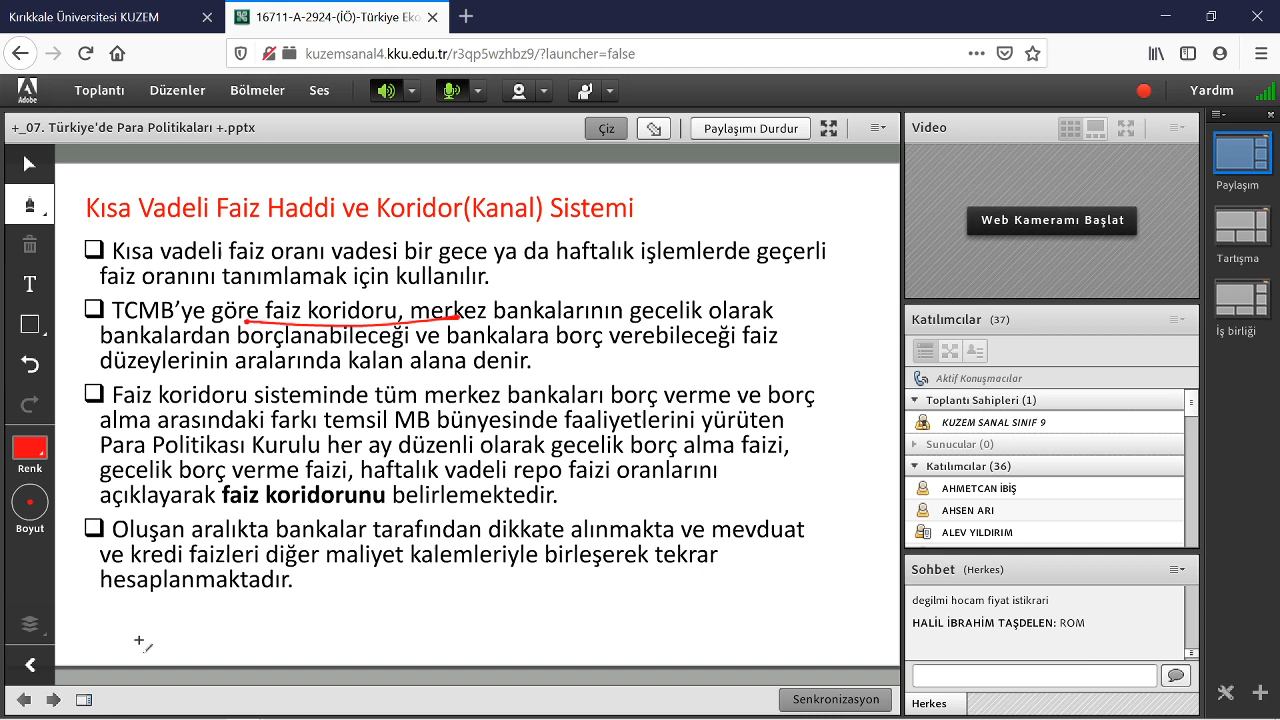 Kırıkkale Üniversitesi KUZEM
16711-A-2924-(İÖ)-Türkiye Eko
kuzemsanal4.kku.edu.tr/r3qp5wzhbz9/?launcher=false
Adobe
Toplantı
Düzenler
Bölmeler
Ses
Yardım
+_07. Türkiye'de Para Politikaları +.pptx
Çiz
Paylaşımı Durdur
Kısa Vadeli Faiz Haddi ve Koridor(Kanal) Sistemi
Kısa vadeli faiz oranı vadesi bir gece ya da haftalık işlemlerde geçerli
faiz oranını tanımlamak için kullanılır.
TCMB’ye göre faiz koridoru, merkez bankalarının gecelik olarak
bankalardan borçlanabileceği ve bankalara borç verebileceği faiz
düzeylerinin aralarında kalan alana denir.
Faiz koridoru sisteminde tüm merkez bankaları borç verme ve borç
alma arasındaki farkı temsil MB bünyesinde faaliyetlerini yürüten
Para Politikası Kurulu her ay düzenli olarak gecelik borç alma faizi,
gecelik borç verme faizi, haftalık vadeli repo faizi oranlarını
açıklayarak faiz koridorunu belirlemektedir.
Oluşan aralıkta bankalar tarafından dikkate alınmakta ve mevduat
ve kredi faizleri diğer maliyet kalemleriyle birleşerek tekrar
hesaplanmaktadır.
T
Renk
Boyut
Senkronizasyon
Video
Web Kameramı Başlat
Katılımcılar (37)
Aktif Konuşmacılar
Toplantı Sahipleri (1)
KUZEM SANAL SINIF 9
Sunucular (0)
Katılımcılar (36)
AHMETCAN İBİŞ
AHSEN ARI
ALEV YILDIRIM
Sohbet (Herkes)
degilmi hocam fiyat istikrari
HALİL İBRAHİM TAŞDELEN: ROM
Herkes
Paylaşım
Tartışma
İş birliği